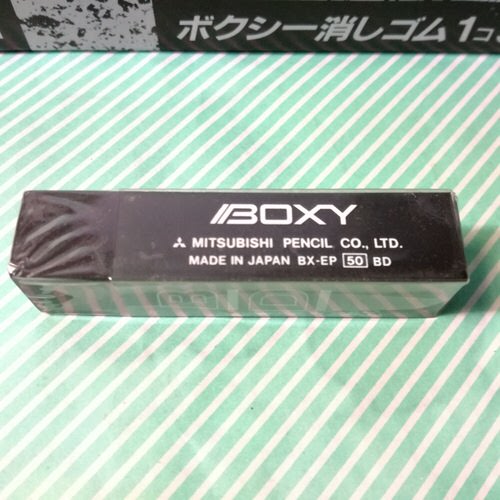 ボクシー消しゴム1コ
BOXY
MITSUBISHI PENCIL CO., LTD.
MADE IN JAPAN BX-EP 50 BD